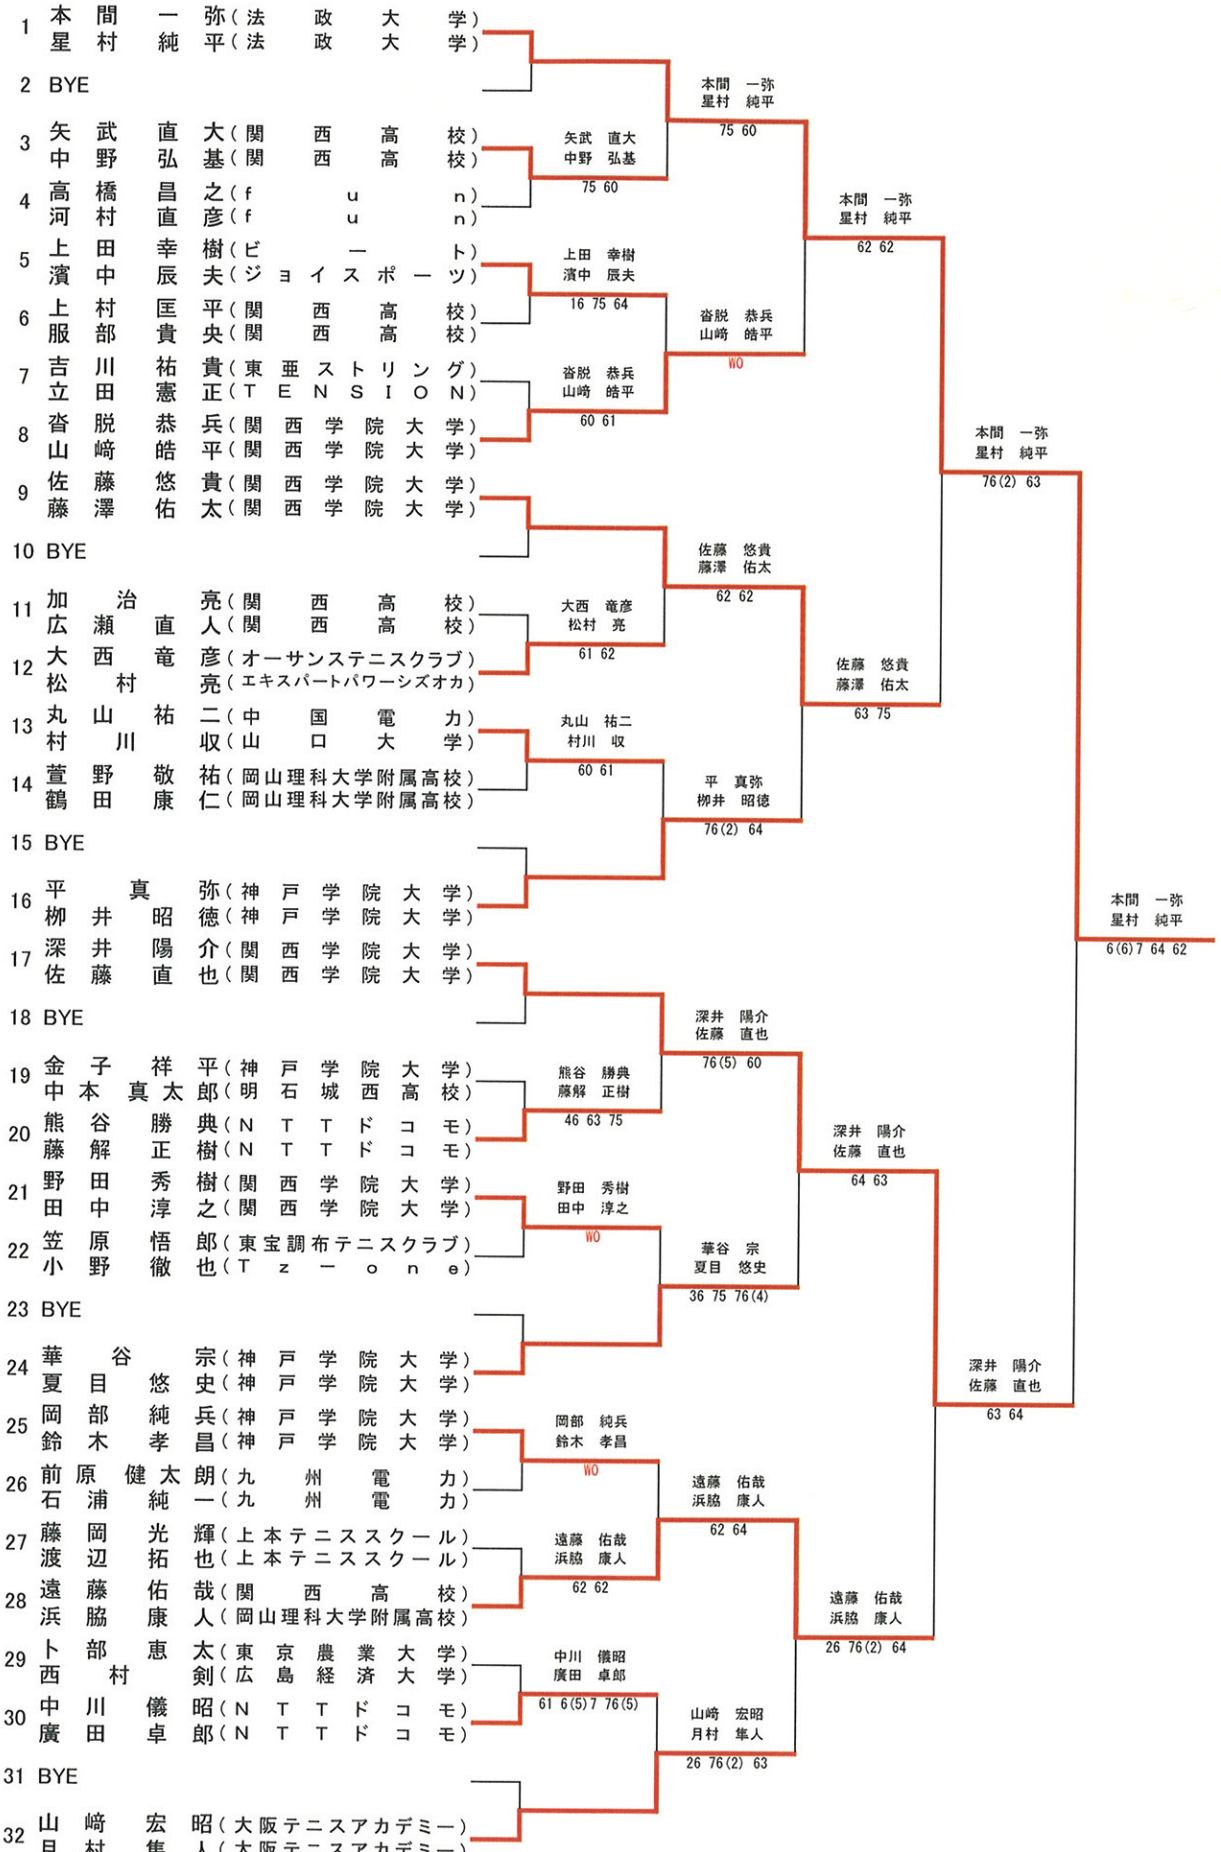 1 本間 一弥(法政大学)
星村 純平(法政大学)
2 BYE
3 矢武 直大(関西高校)
中野 弘基(関西高校)
4 高橋 昌之(fun)
河村 直彦(fun)
5 上田 幸樹(ビート)
濱中 辰夫(ジョイスポーツ)
6 上村 匡平(関西高校)
服部 貴央(関西高校)
7 吉川 祐貴(東亜ストリング)
立田 憲正(TENSION)
8 沓脱 恭兵(関西学院大学)
山﨑 皓平(関西学院大学)
9 佐藤 悠貴(関西学院大学)
藤澤 佑太(関西学院大学)
10 BYE
11 加治 亮(関西高校)
広瀬 直人(関西高校)
12 大西 竜彦(オーサンステニスクラブ)
松村 亮(エキスパートパワーシズオカ)
13 丸山 祐二(中国電力)
村川 収(山口大学)
14 萱野 敬祐(岡山理科大学附属高校)
鶴田 康仁(岡山理科大学附属高校)
15 BYE
16 平 真弥(神戸学院大学)
栁井 昭徳(神戸学院大学)
17 深井 陽介(関西学院大学)
佐藤 直也(関西学院大学)
18 BYE
19 金子 祥平(神戸学院大学)
中本 真太郎(明石城西高校)
20 熊谷 勝典(NTTドコモ)
藤解 正樹(NTTドコモ)
21 野田 秀樹(関西学院大学)
田中 淳之(関西学院大学)
22 笠原 悟郎(東宝調布テニスクラブ)
小野 徹也(Tz-one)
23 BYE
24 華谷 宗(神戸学院大学)
夏目 悠史(神戸学院大学)
25 岡部 純兵(神戸学院大学)
鈴木 孝昌(神戸学院大学)
26 前原 健太朗(九州電力)
石浦 純一(九州電力)
27 藤岡 光輝(上本テニススクール)
渡辺 拓也(上本テニススクール)
28 遠藤 佑哉(関西高校)
浜脇 康人(岡山理科大学附属高校)
29 卜部 恵太(東京農業大学)
西村 剣(広島経済大学)
30 中川 儀昭(NTTドコモ)
廣田 卓郎(NTTドコモ)
31 BYE
32 山﨑 宏昭(大阪テニスアカデミー)
月村 隼人(大阪テニスアカデミー)
矢武 直大
中野 弘基
75 60
上田 幸樹
濱中 辰夫
16 75 64
沓脱 恭兵
山﨑 皓平
60 61
大西 竜彦
松村 亮
61 62
丸山 祐二
村川 収
60 61
熊谷 勝典
藤解 正樹
46 63 75
野田 秀樹
田中 淳之
WO
岡部 純兵
鈴木 孝昌
WO
遠藤 佑哉
浜脇 康人
62 62
中川 儀昭
廣田 卓郎
61 6(5)7 76(5)
本間 一弥
星村 純平
75 60
沓脱 恭兵
山﨑 皓平
WO
佐藤 悠貴
藤澤 佑太
62 62
平 真弥
栁井 昭徳
76(2) 64
深井 陽介
佐藤 直也
76(5) 60
華谷 宗
夏目 悠史
36 75 76(4)
遠藤 佑哉
浜脇 康人
62 64
山﨑 宏昭
月村 隼人
26 76(2) 63
本間 一弥
星村 純平
62 62
佐藤 悠貴
藤澤 佑太
63 75
深井 陽介
佐藤 直也
64 63
遠藤 佑哉
浜脇 康人
26 76(2) 64
本間 一弥
星村 純平
76(2) 63
深井 陽介
佐藤 直也
63 64
本間 一弥
星村 純平
6(6)7 64 62